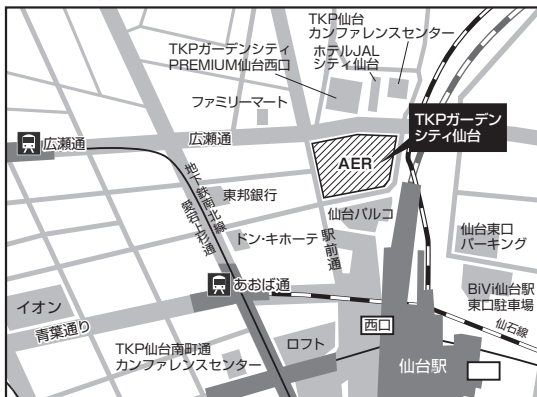 TKP仙台
カンファレンスセンター
TKPガーデンシティ
PREMIUM仙台西口
ホテルJAL
シティ仙台
ファミリーマート
TKPガーデン
シティ仙台
広瀬通
広瀬通
AER
地下鉄南北線
愛宕上杉通
東邦銀行
仙台パルコ
ドン・キホーテ
駅前通
仙台東口
パーキング
あおば通
BiVi仙台駅
東口駐車場
イオン
青葉通り
仙石線
西口
ロフト
TKP仙台南町通
カンファレンスセンター
仙台駅